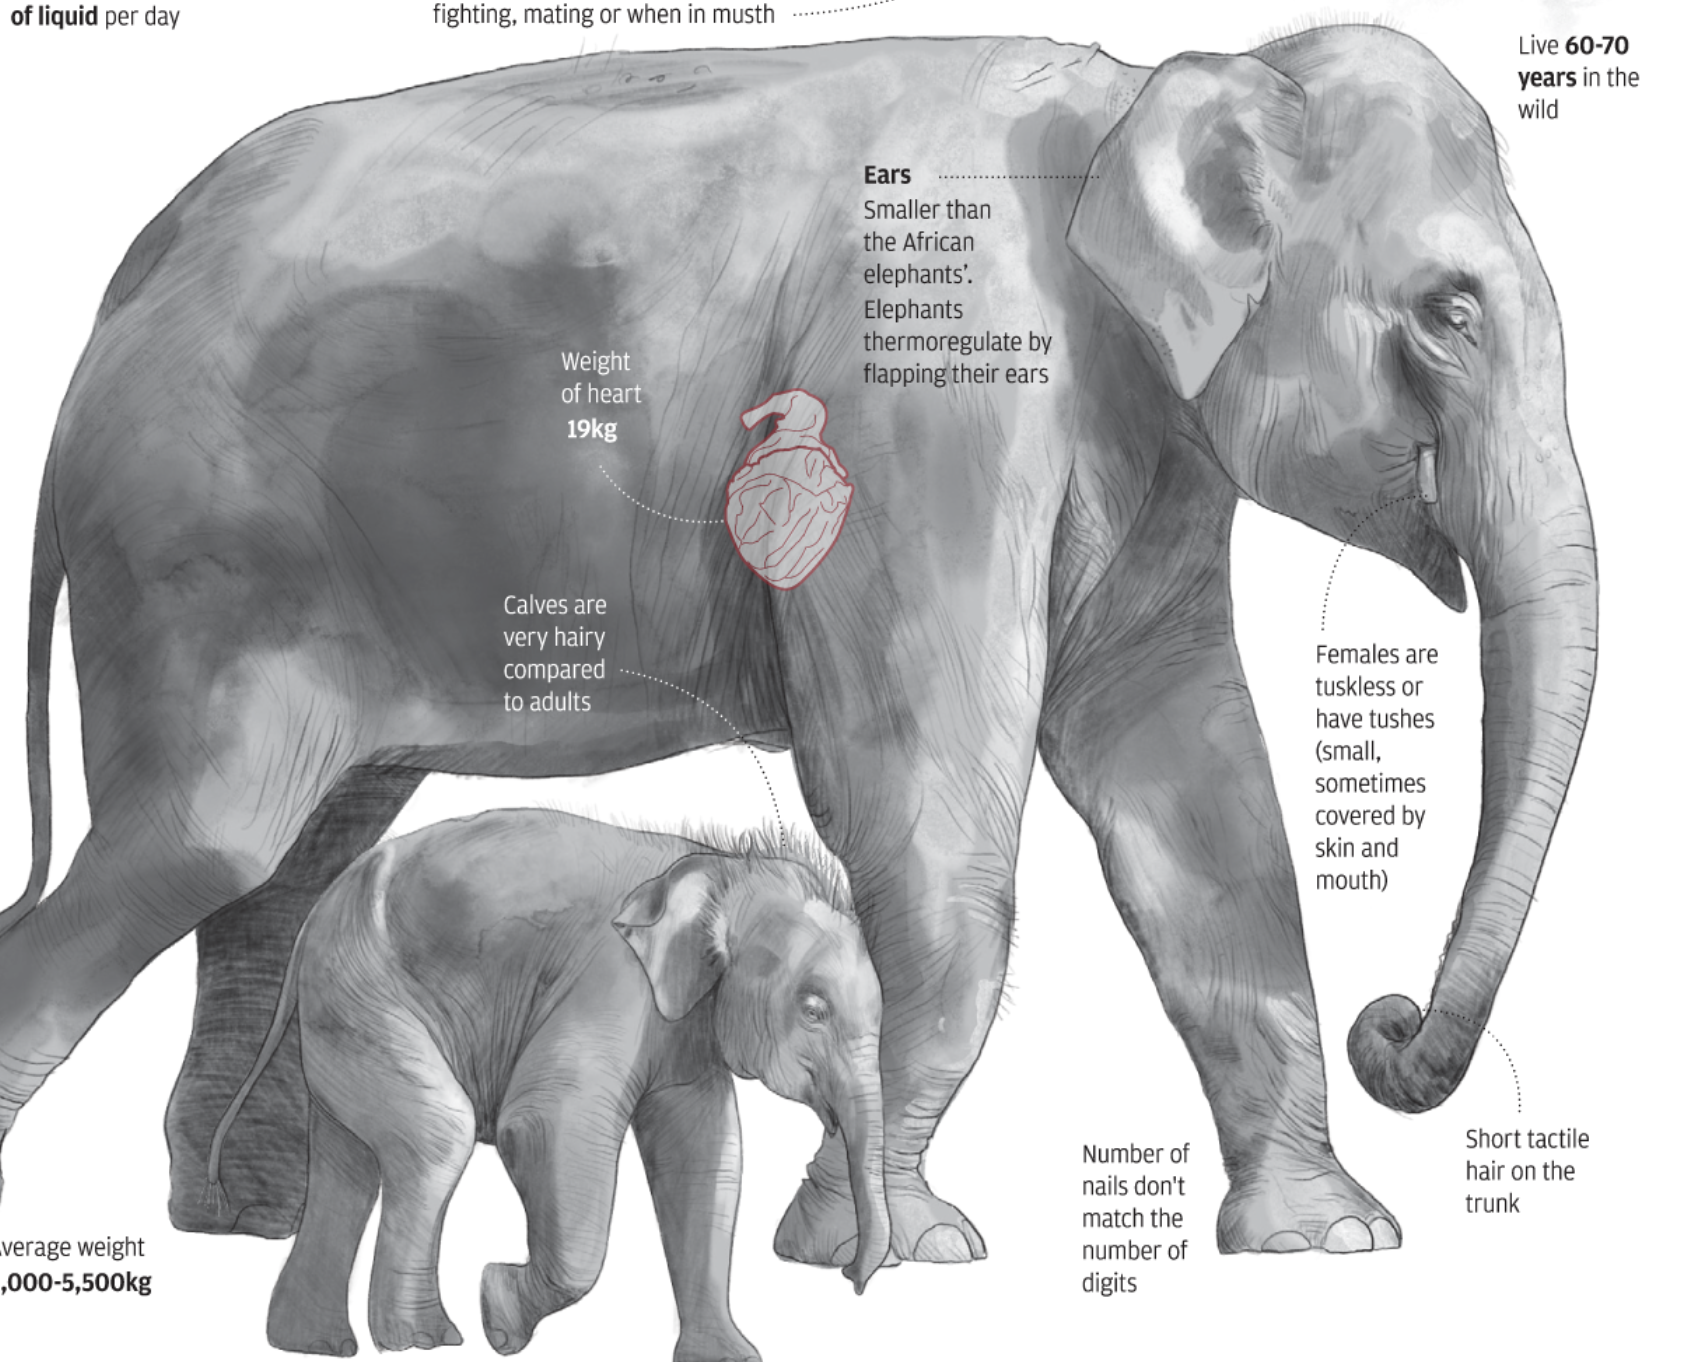 of liquid per day
fighting, mating or when in musth
Live 60-70
years in the
wild
Ears
Smaller than
the African
elephants’.
Elephants
thermoregulate by
flapping their ears
Weight
of heart
19kg
Calves are
very hairy
compared
to adults
Females are
tuskless or
have tushes
(small,
sometimes
covered by
skin and
mouth)
Short tactile
hair on the
trunk
Number of
nails don't
match the
number of
digits
verage weight
,000-5,500kg